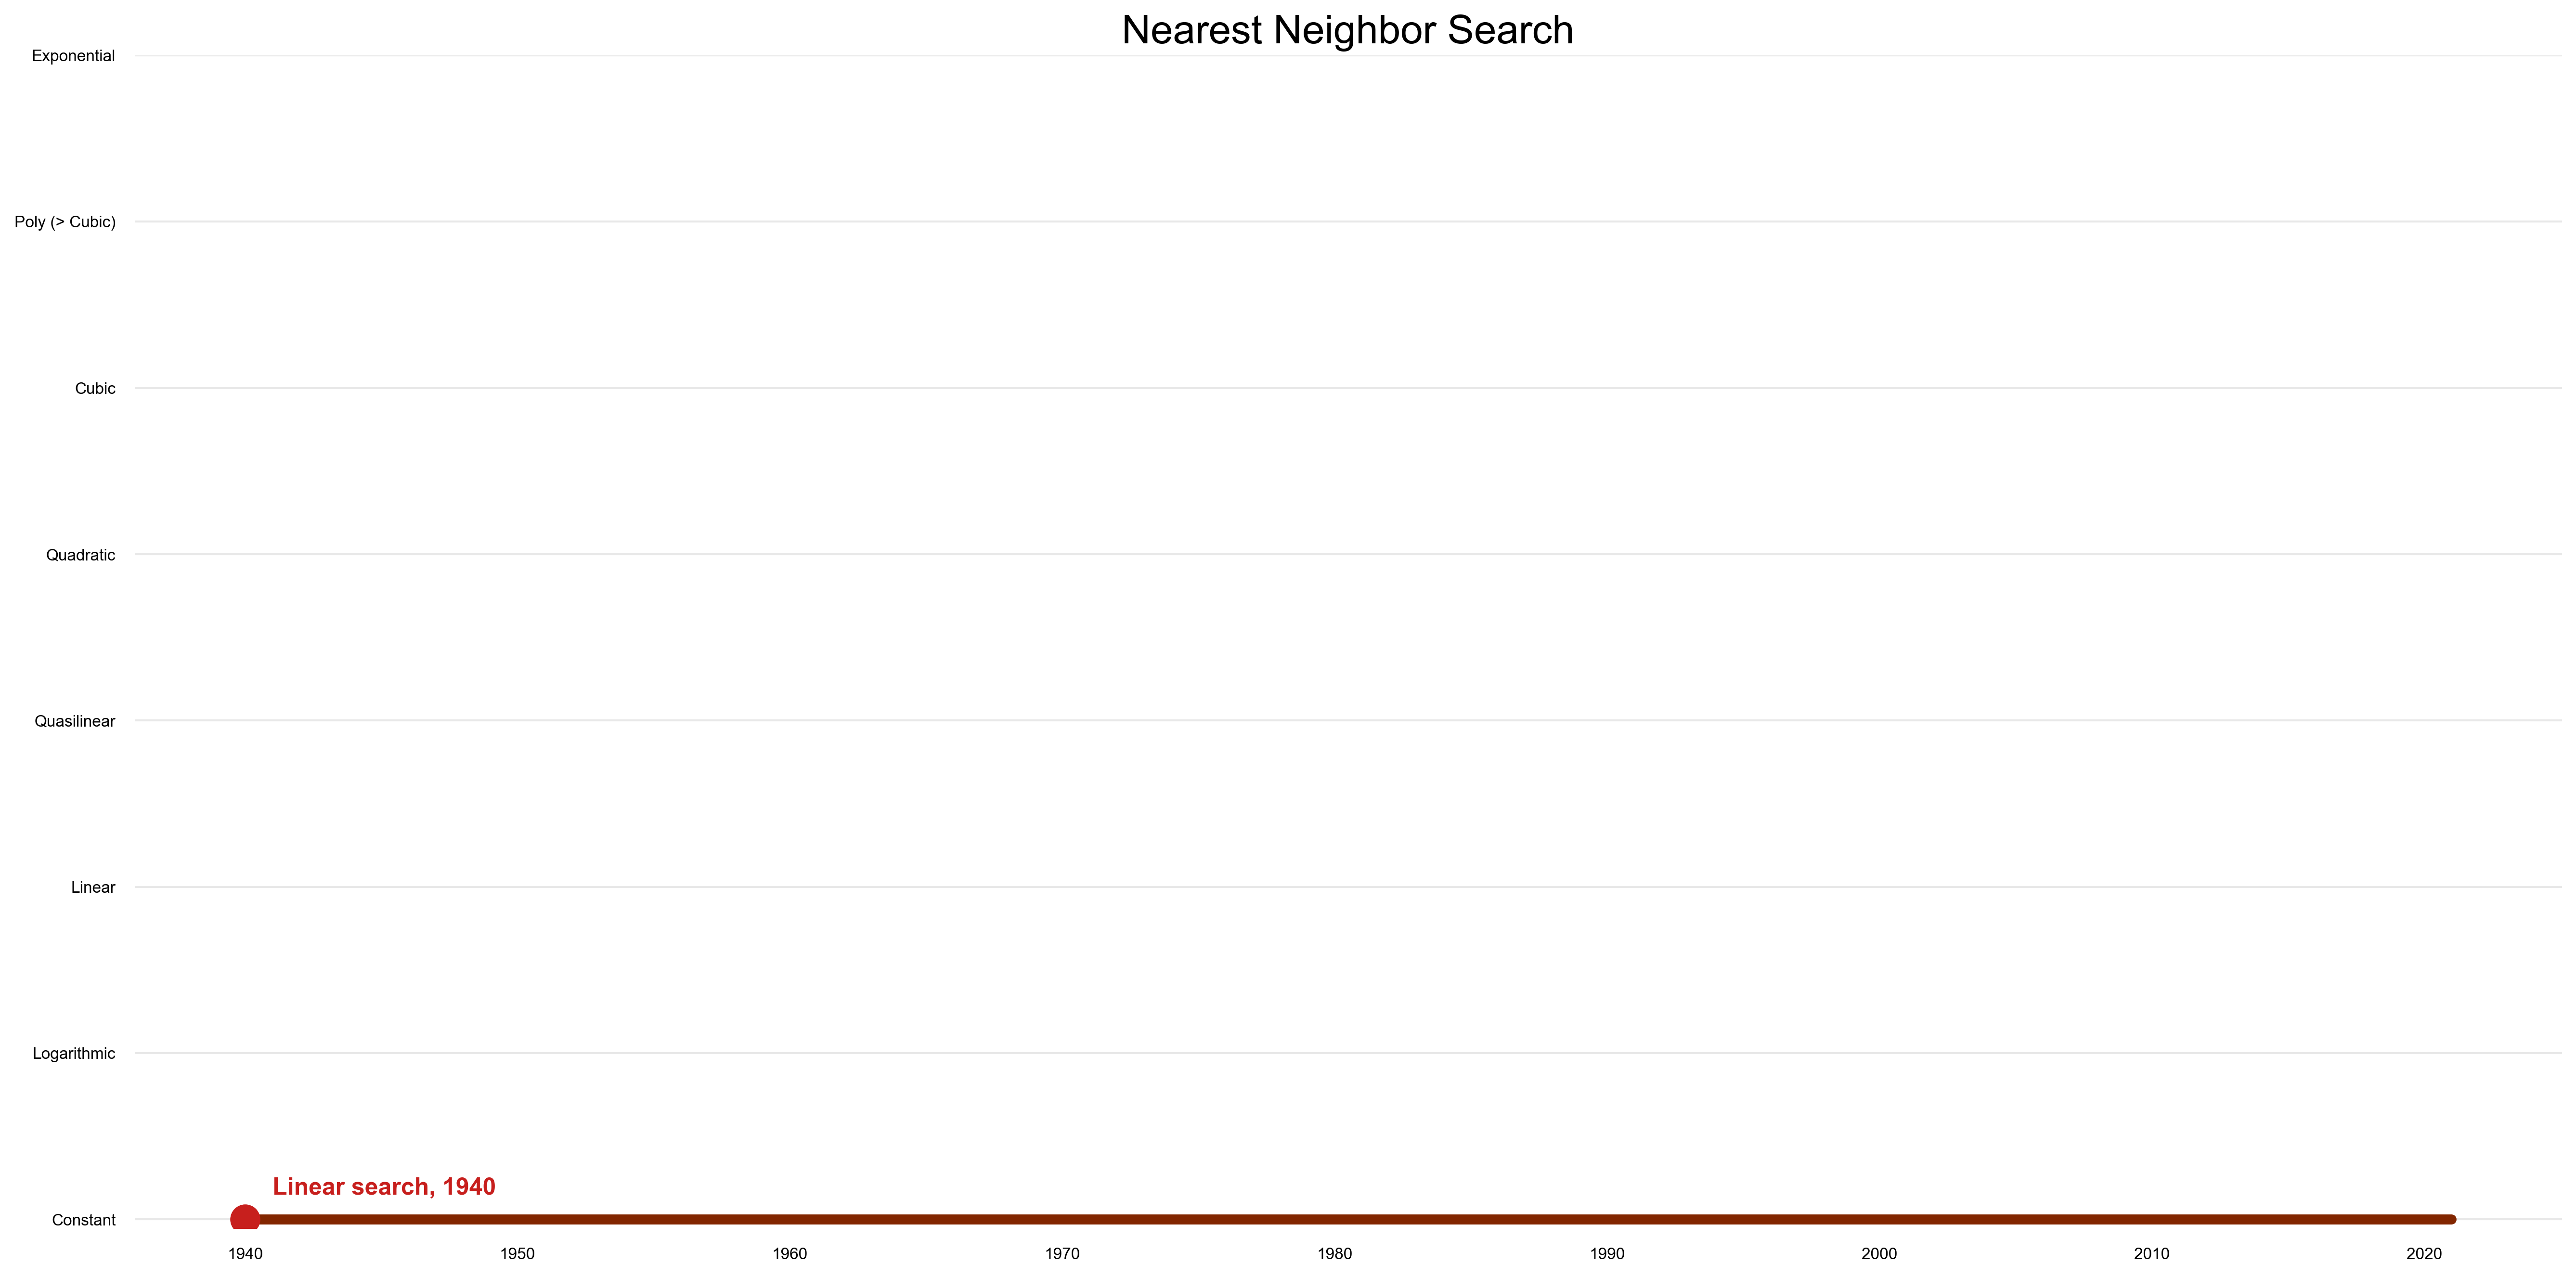 Nearest Neighbor Search
Exponential
Poly (> Cubic)
Cubic
Quadratic
Quasilinear
Linear
Logarithmic
Linear search, 1940
Constant
1940 1950 1960 1970 1980 1990 2000 2010 2020